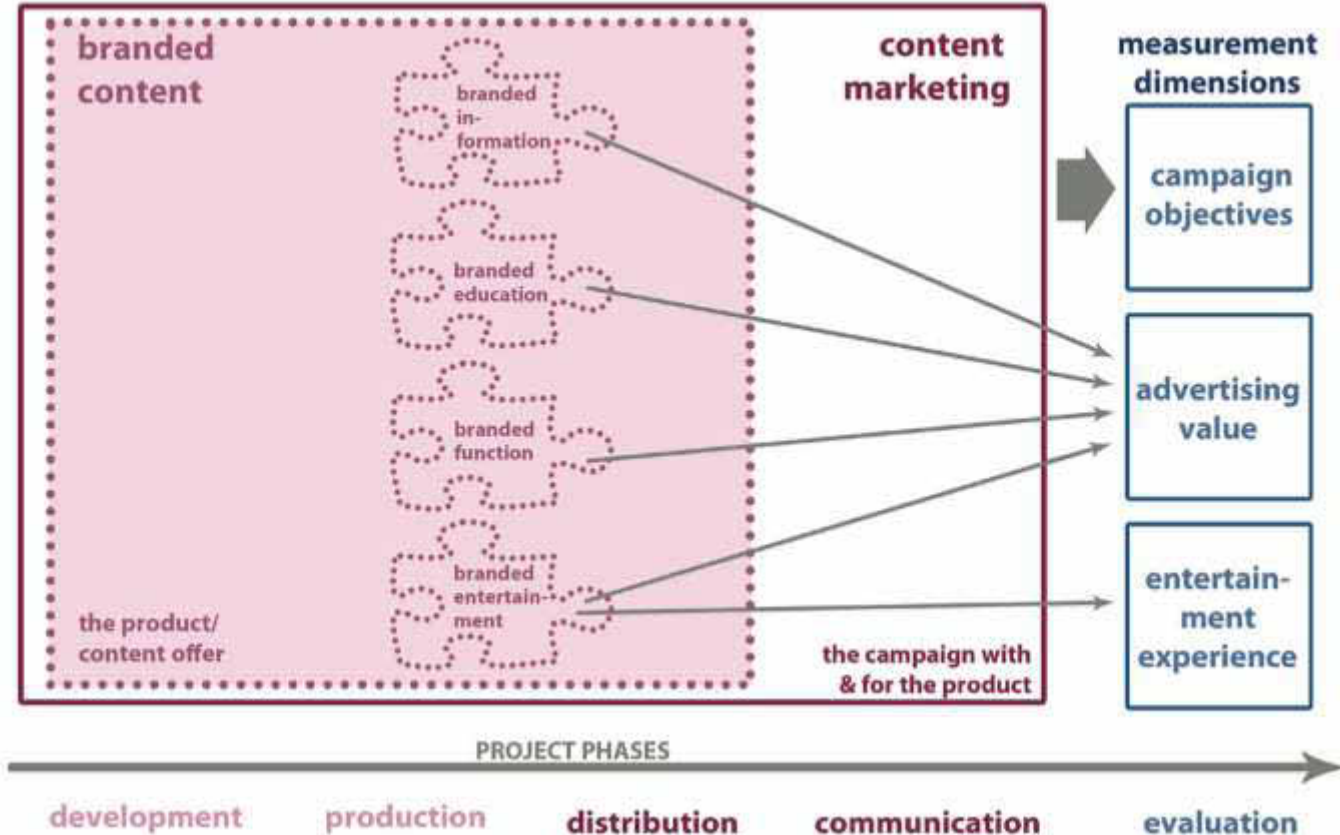 branded
content
content
marketing
measurement
dimensions
branded
in-
formation
branded
education
branded
function
branded
entertain-
ment
the product/
content offer
the campaign with
& for the product
campaign
objectives
advertising
value
entertain-
ment
experience
PROJECT PHASES
development
production
distribution
communication
evaluation